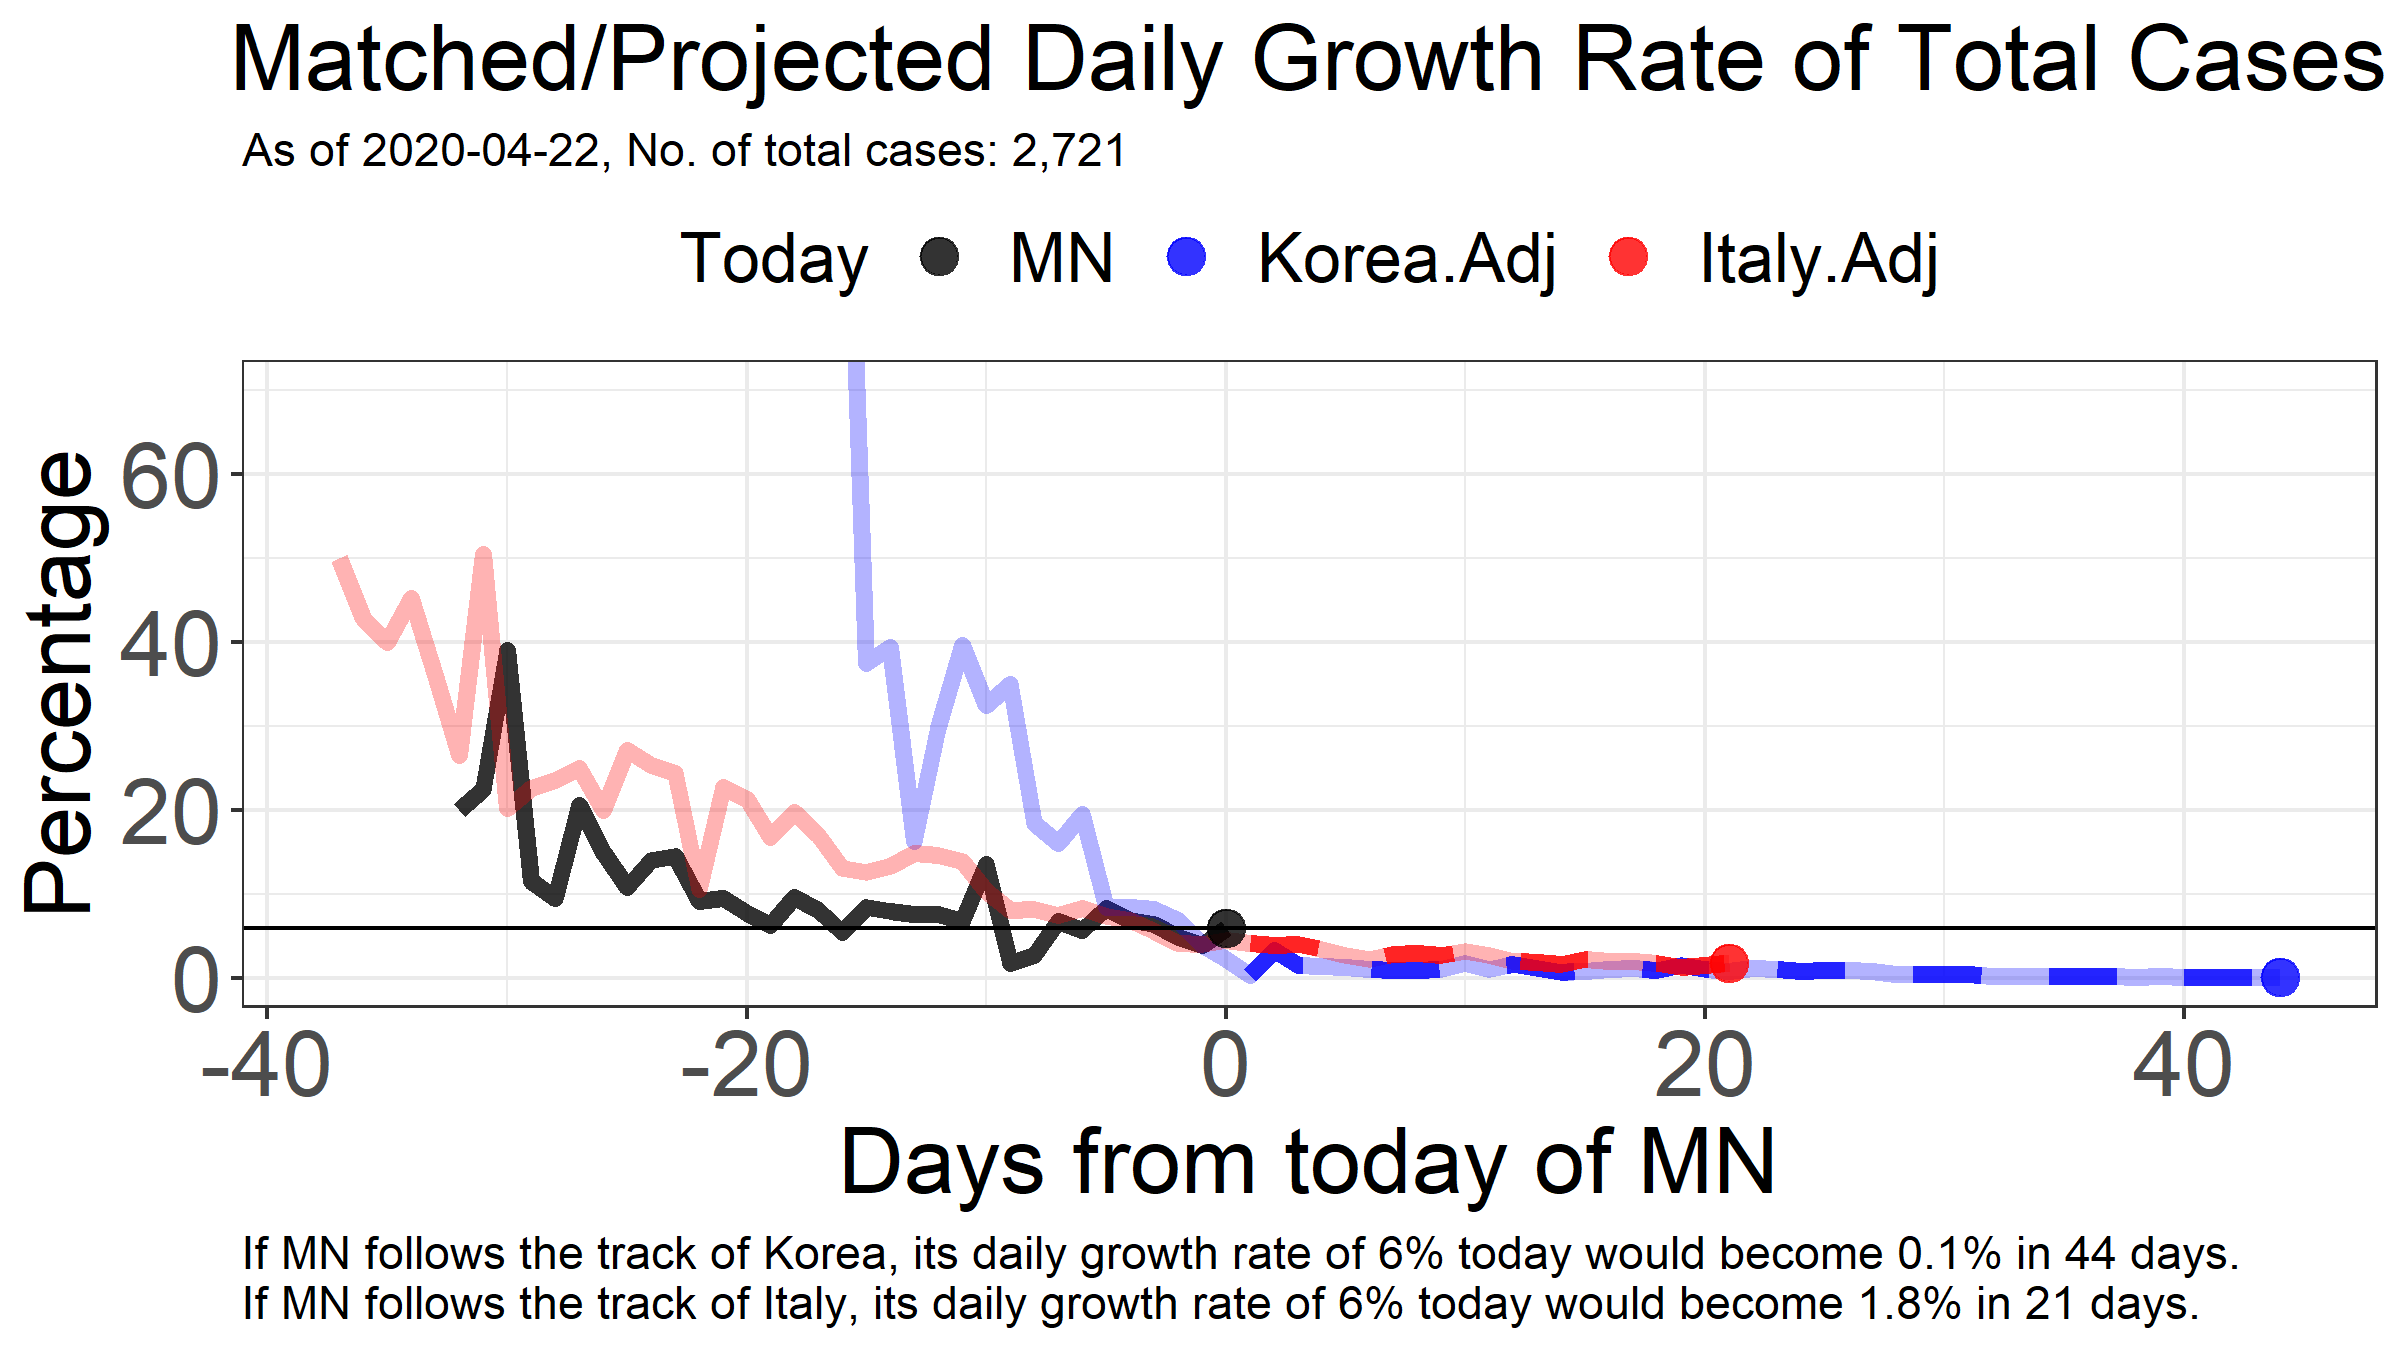 Matched/Projected Daily Growth Rate of Total Cases
As of 2020-04-22, No. of total cases: 2,721
Today MN Korea.Adj Italy.Adj
Percentage
60
40
20
0
-40 -20 0 20 40
Days from today of MN
If MN follows the track of Korea, its daily growth rate of 6% today would become 0.1% in 44 days.
If MN follows the track of Italy, its daily growth rate of 6% today would become 1.8% in 21 days.